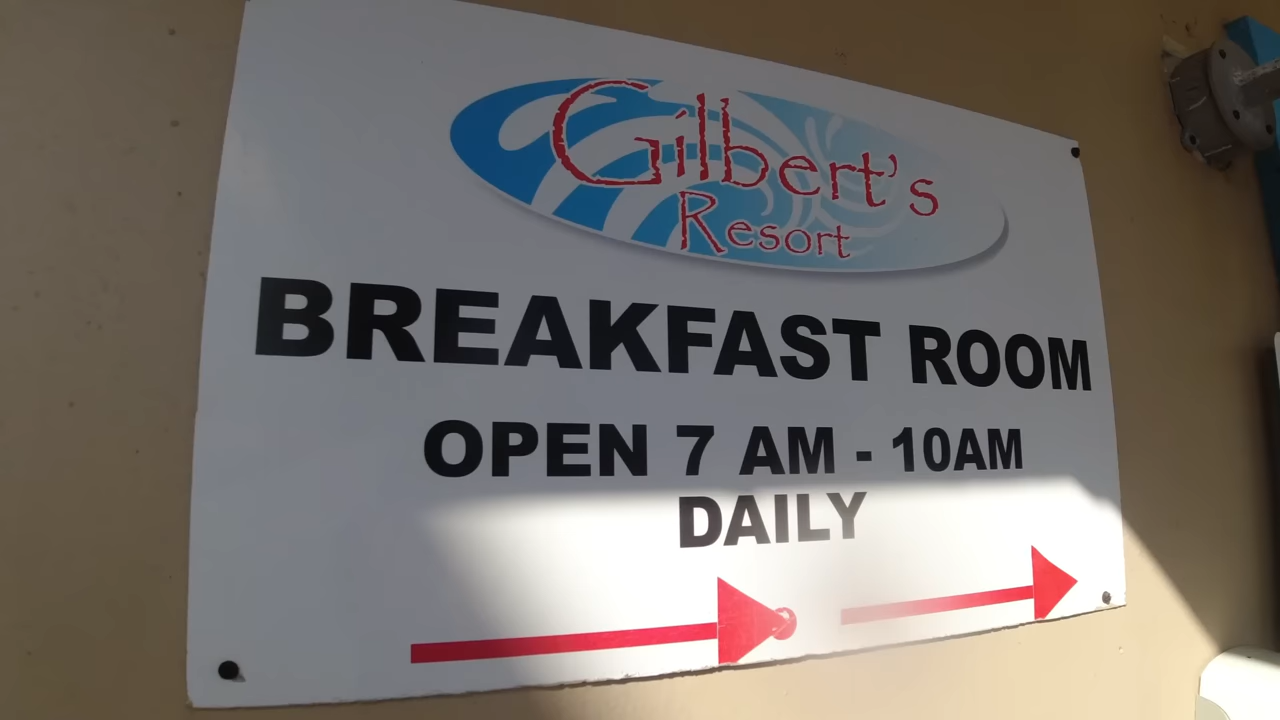 Gilbert's
Resort
BREAKFAST ROOM
OPEN 7 AM - 10AM
DAILY